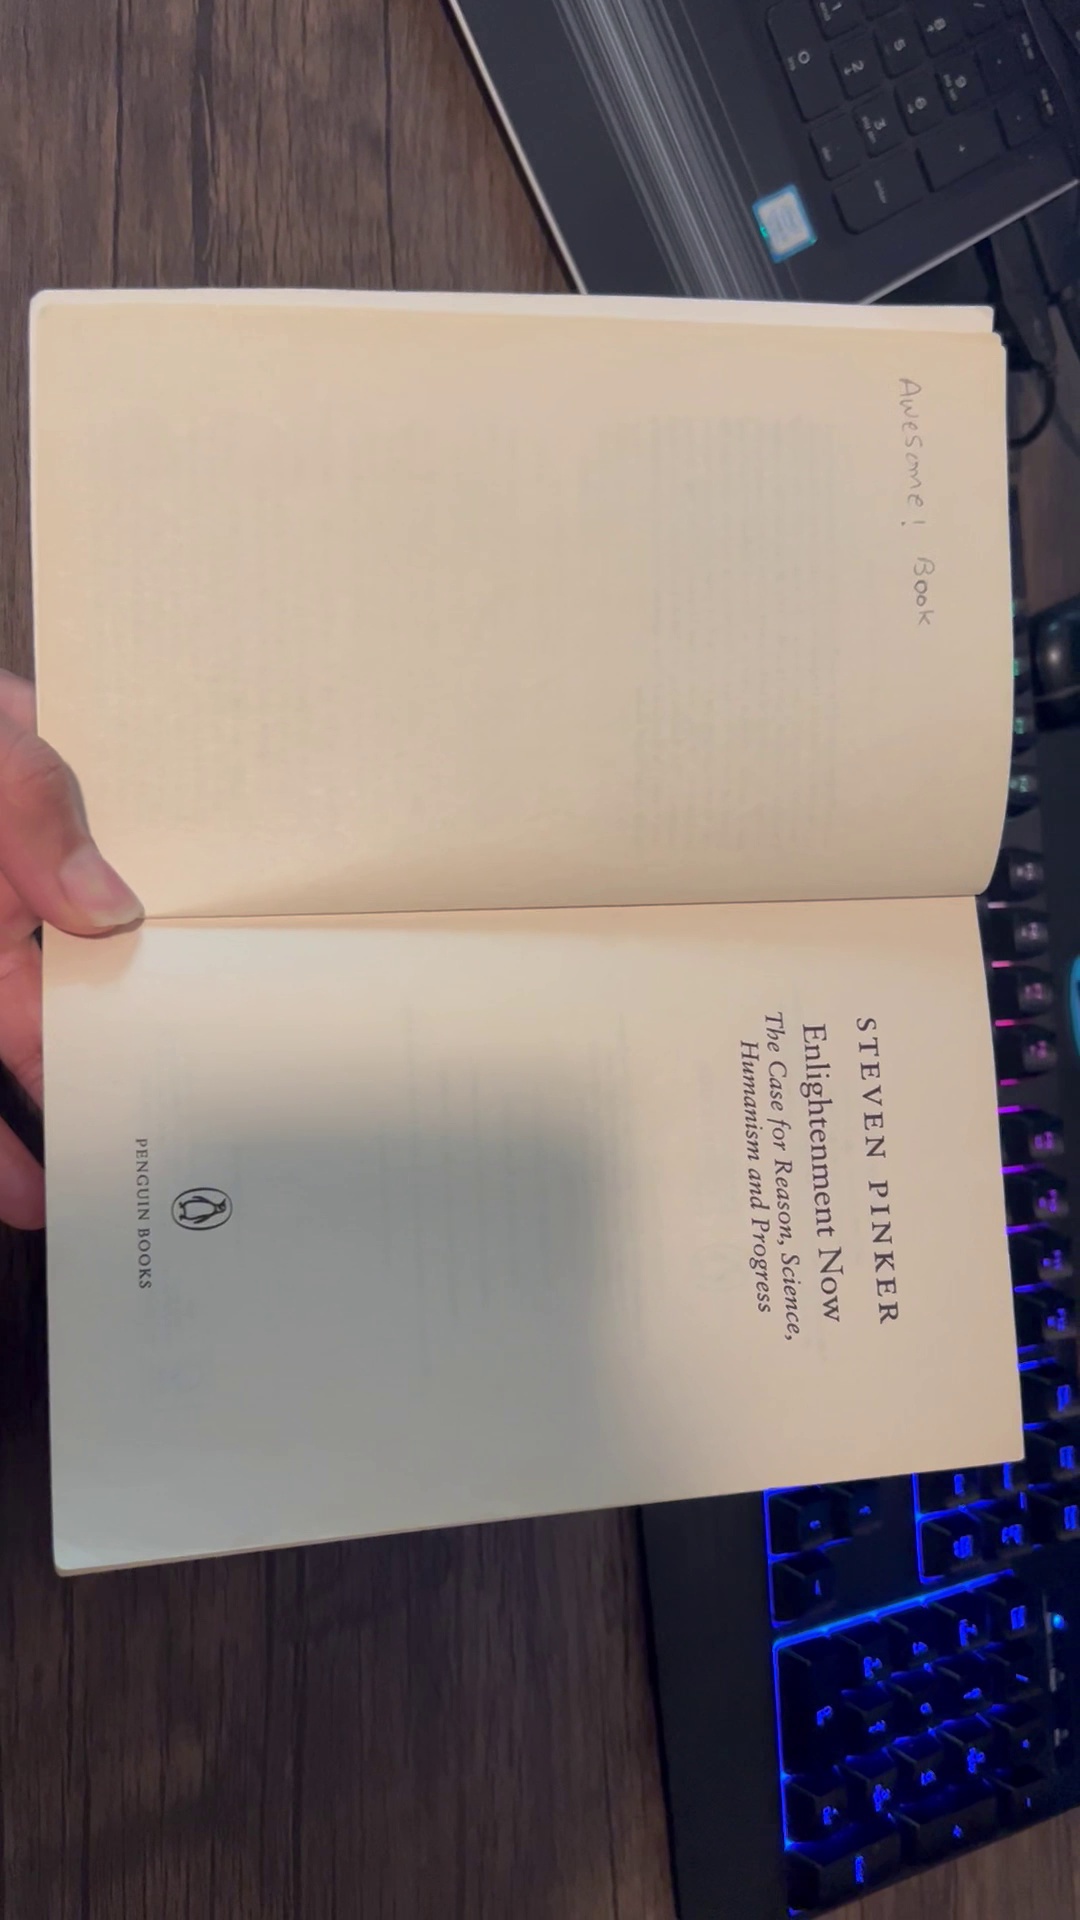 Awesome! Book
STEVEN PINKER
Enlightenment Now
The Case for Reason, Science,
Humanism and Progress
PENGUIN BOOKS